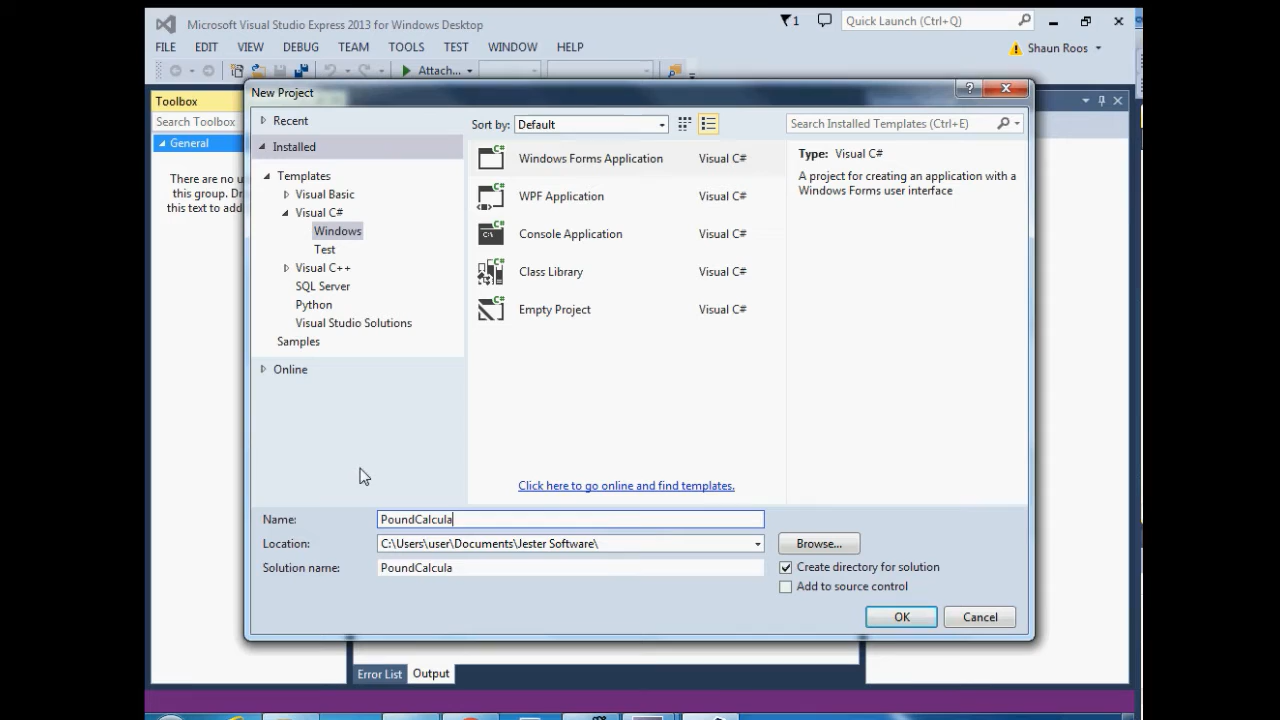 Microsoft Visual Studio Express 2013 for Windows Desktop
1
Quick Launch (Ctrl+Q)
FILE EDIT VIEW DEBUG TEAM TOOLS TEST WINDOW HELP
Shaun Roos
Attach...
Toolbox
Search Toolbox
General
There are no u
this group. Dr
this text to add
New Project
?
Recent
Installed
Templates
Visual Basic
Visual C#
Windows
Test
Visual C++
SQL Server
Python
Visual Studio Solutions
Samples
Online
Sort by: Default
Search Installed Templates (Ctrl+E)
Windows Forms Application Visual C#
WPF Application Visual C#
Console Application Visual C#
Class Library Visual C#
Empty Project Visual C#
Type: Visual C#
A project for creating an application with a
Windows Forms user interface
Click here to go online and find templates.
Name: PoundCalcula
Location: C:\Users\user\Documents\Jester Software\
Browse...
Solution name: PoundCalcula
Create directory for solution
Add to source control
OK Cancel
Error List Output